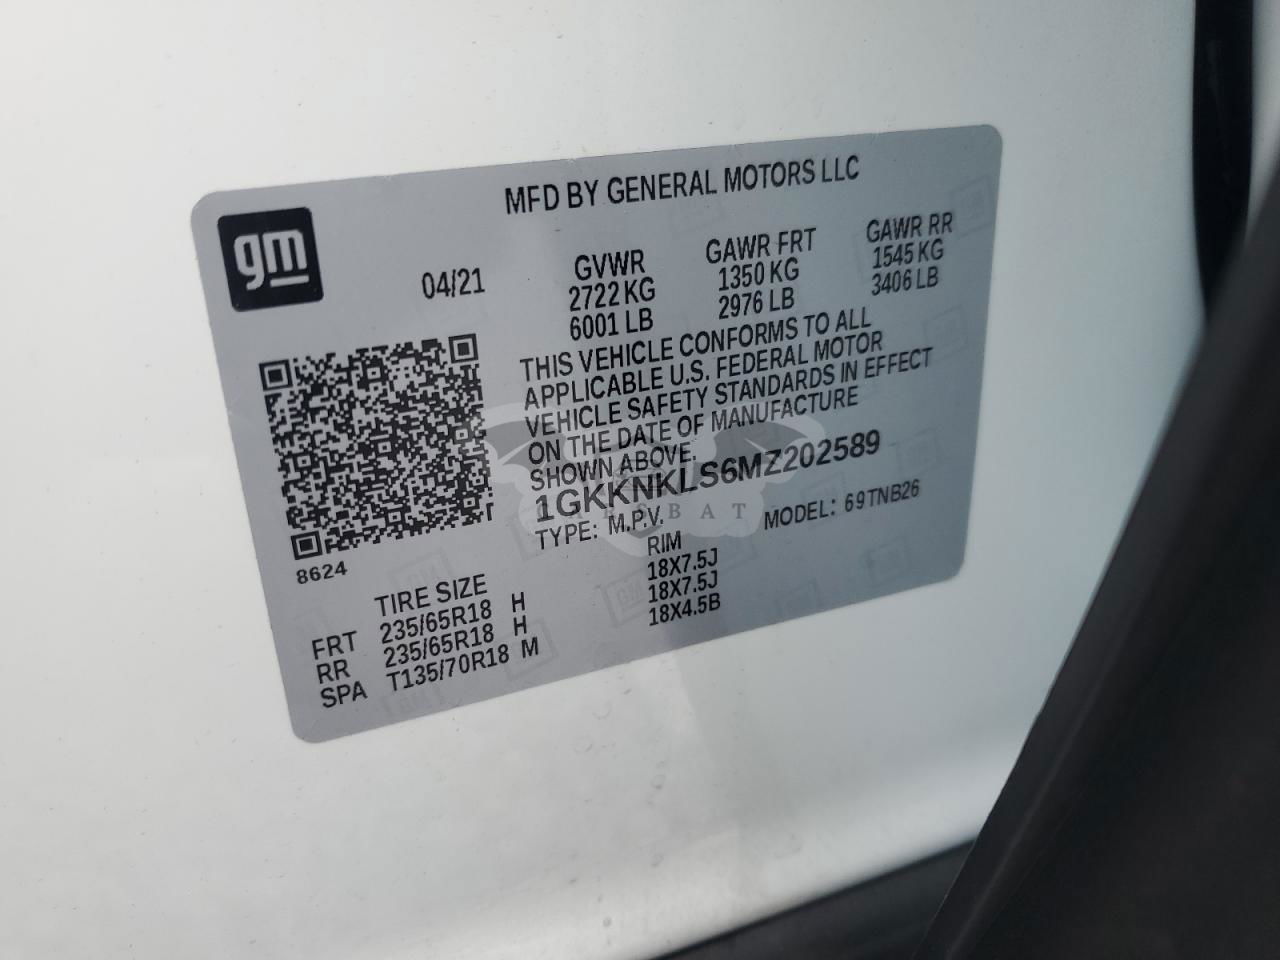 MFD BY GENERAL MOTORS LLC
gm
04/21
GVWR
2722 KG
6001 LB
GAWR FRT
1350 KG
2976 LB
GAWR RR
1545 KG
3406 LB
THIS VEHICLE CONFORMS TO ALL
APPLICABLE U.S. FEDERAL MOTOR
VEHICLE SAFETY STANDARDS IN EFFECT
ON THE DATE OF MANUFACTURE
SHOWN ABOVE.
1GKKNKLS6MZ202589
TYPE: M.P.V.
MODEL: 69TNB26
8624
TIRE SIZE
RIM
FRT 235/65R18 H 18X7.5J
RR 235/65R18 H 18X7.5J
SPA T135/70R18 M 18X4.5B